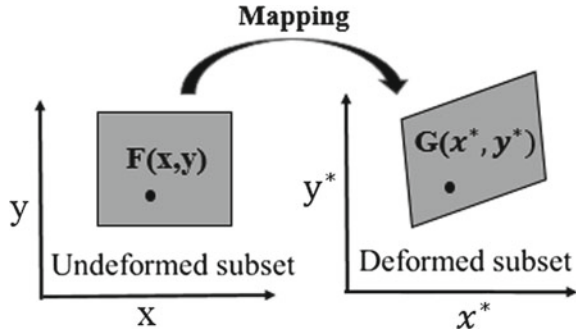 Mapping
F(x,y)
y
Undeformed subset
x
G(x*, y*)
y*
Deformed subset
x*